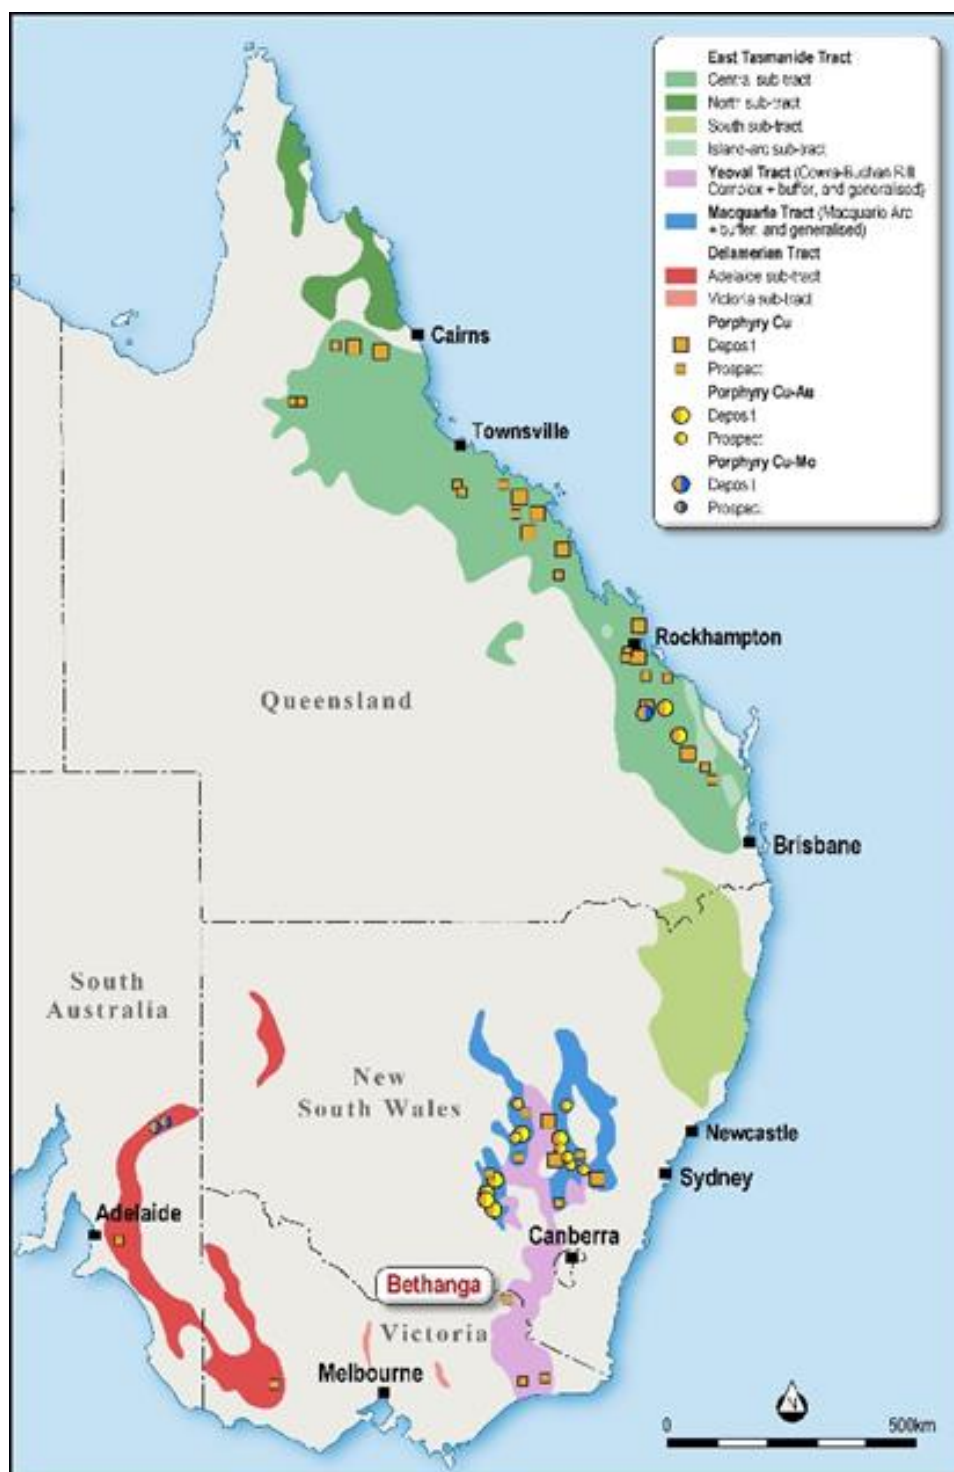 East Tasmanide Tract
Central sub-tract
North sub-tract
South sub-tract
Island-arc sub-tract
Yeoval Tract (Cowra-Buchan Rift
Complex + buffer, and generalised)
Macquarie Tract (Macquarie Arc
+ buffer, and generalised)
Delamerian Tract
Adelaide sub-tract
Victoria sub-tract
Porphyry Cu
Deposit
Prospect
Porphyry Cu-Au
Deposit
Prospect
Porphyry Cu-Mo
Deposit
Prospect
Cairns
Townsville
Rockhampton
Queensland
Brisbane
South
Australia
New
South Wales
Newcastle
Sydney
Adelaide
Canberra
Bethanga
Victoria
Melbourne
N
0 500km